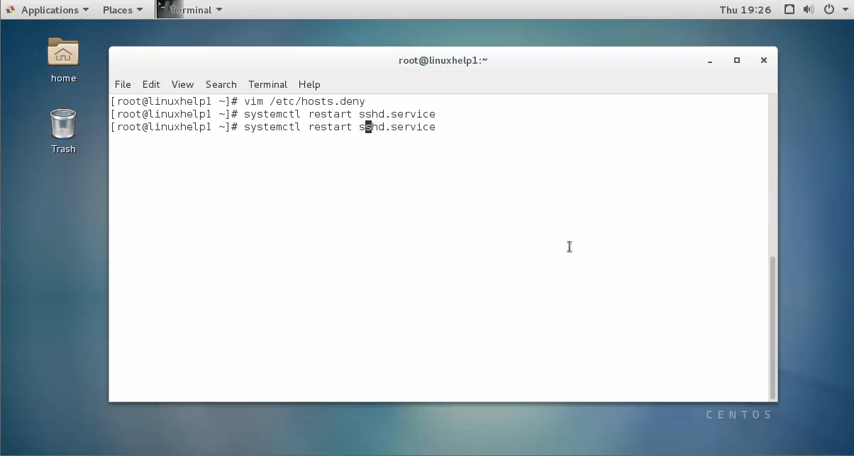 Applications Places Terminal Thu 19:26
home
Trash
root@linuxhelp1:~
File Edit View Search Terminal Help
[root@linuxhelp1 ~]# vim /etc/hosts.deny
[root@linuxhelp1 ~]# systemctl restart sshd.service
[root@linuxhelp1 ~]# systemctl restart sshd.service
CENTOS